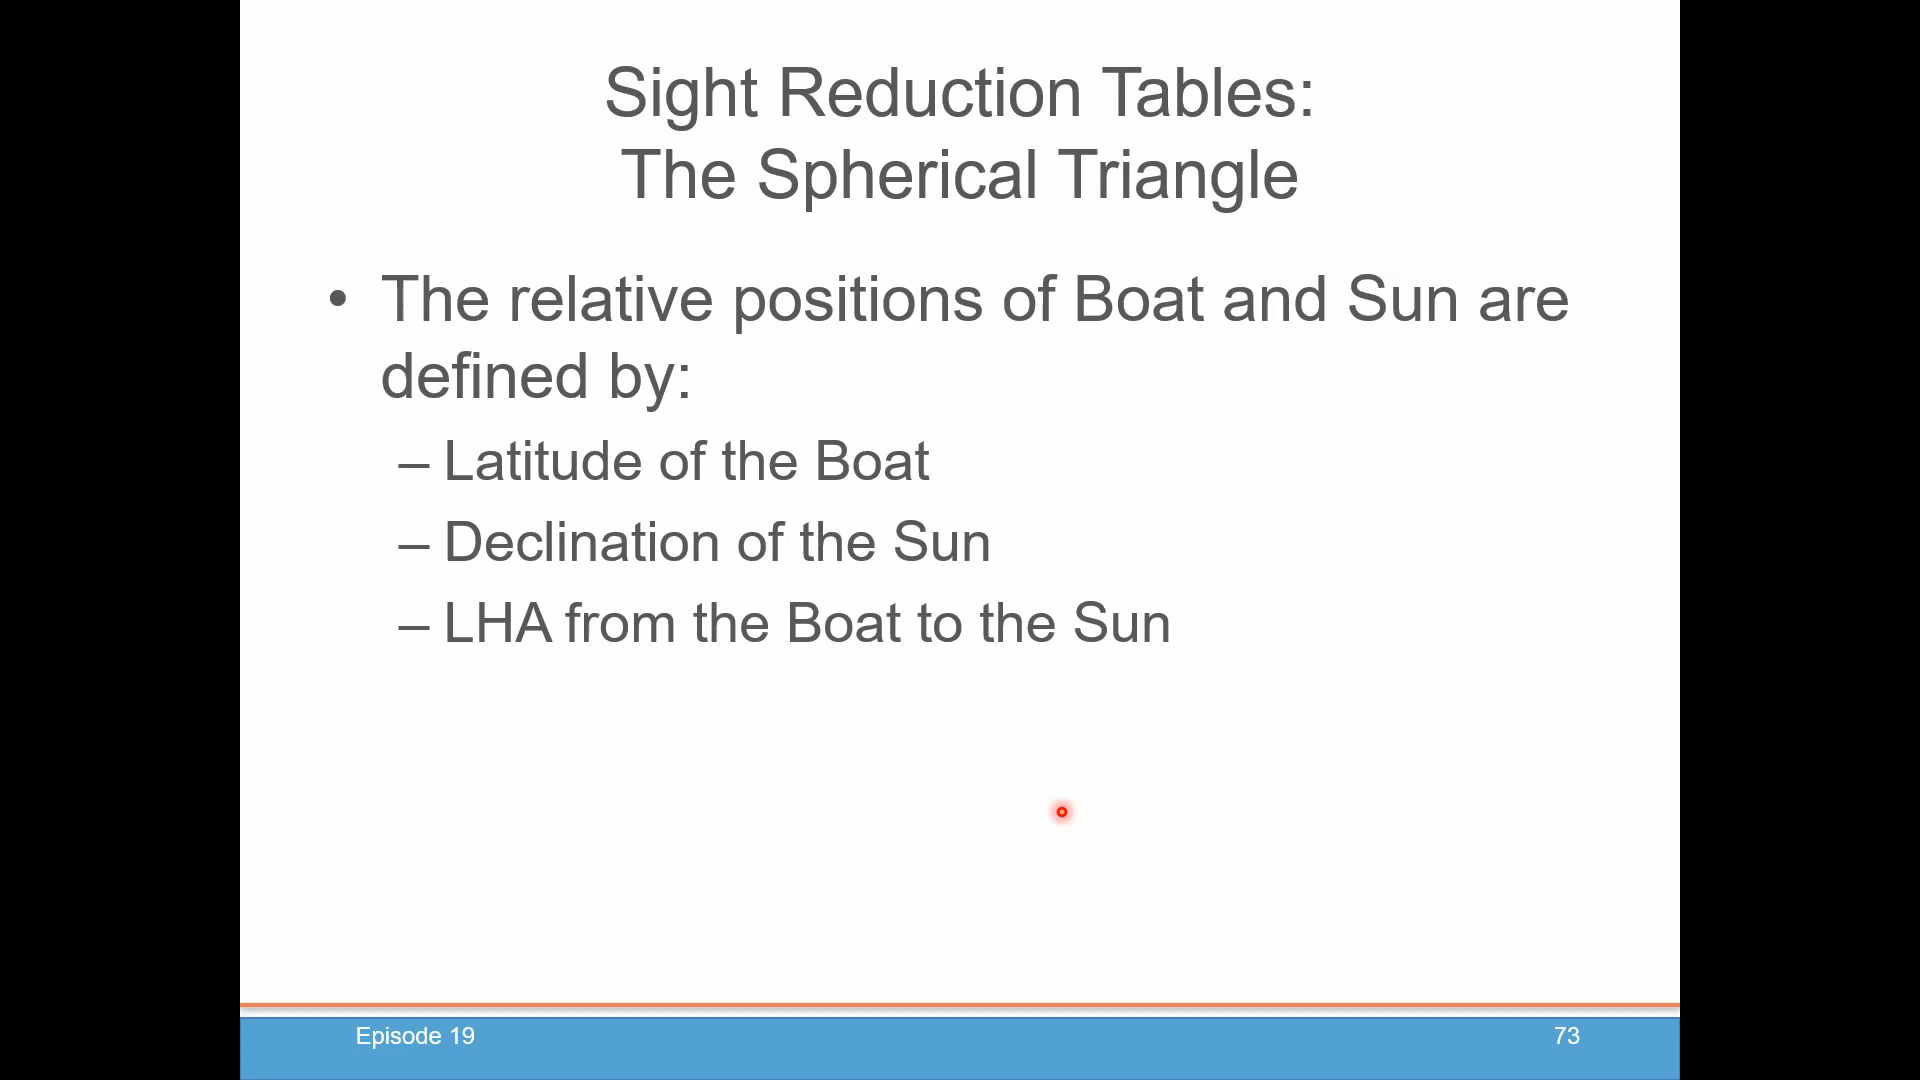 Sight Reduction Tables:
The Spherical Triangle
• The relative positions of Boat and Sun are
defined by:
– Latitude of the Boat
– Declination of the Sun
– LHA from the Boat to the Sun
Episode 19
73